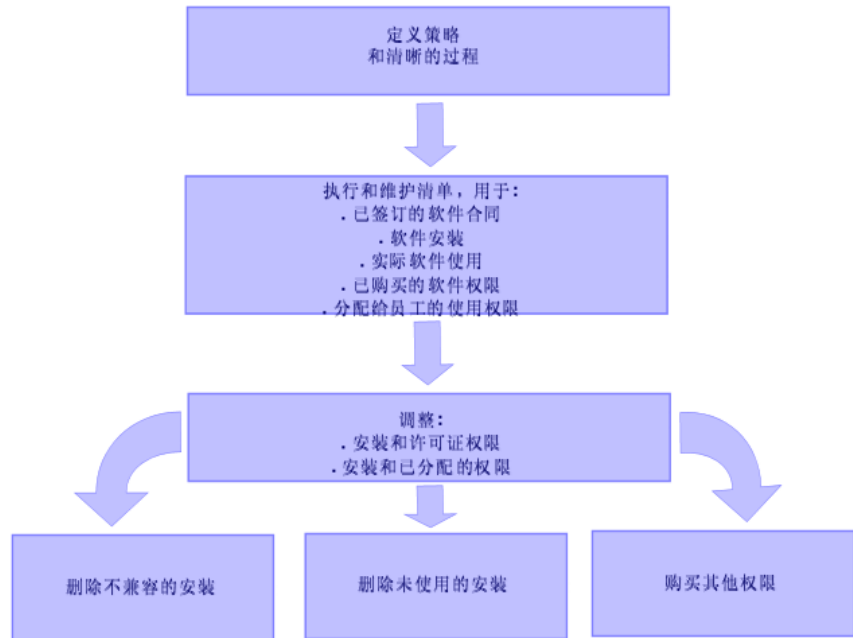 定义策略
和清晰的过程
执行和维护清单，用于：
.已签订的软件合同
.软件安装
.实际软件使用
.已购买的软件权限
.分配给员工的使用权限
调整：
.安装和许可证权限
.安装和已分配的权限
删除不兼容的安装
删除未使用的安装
购买其他权限